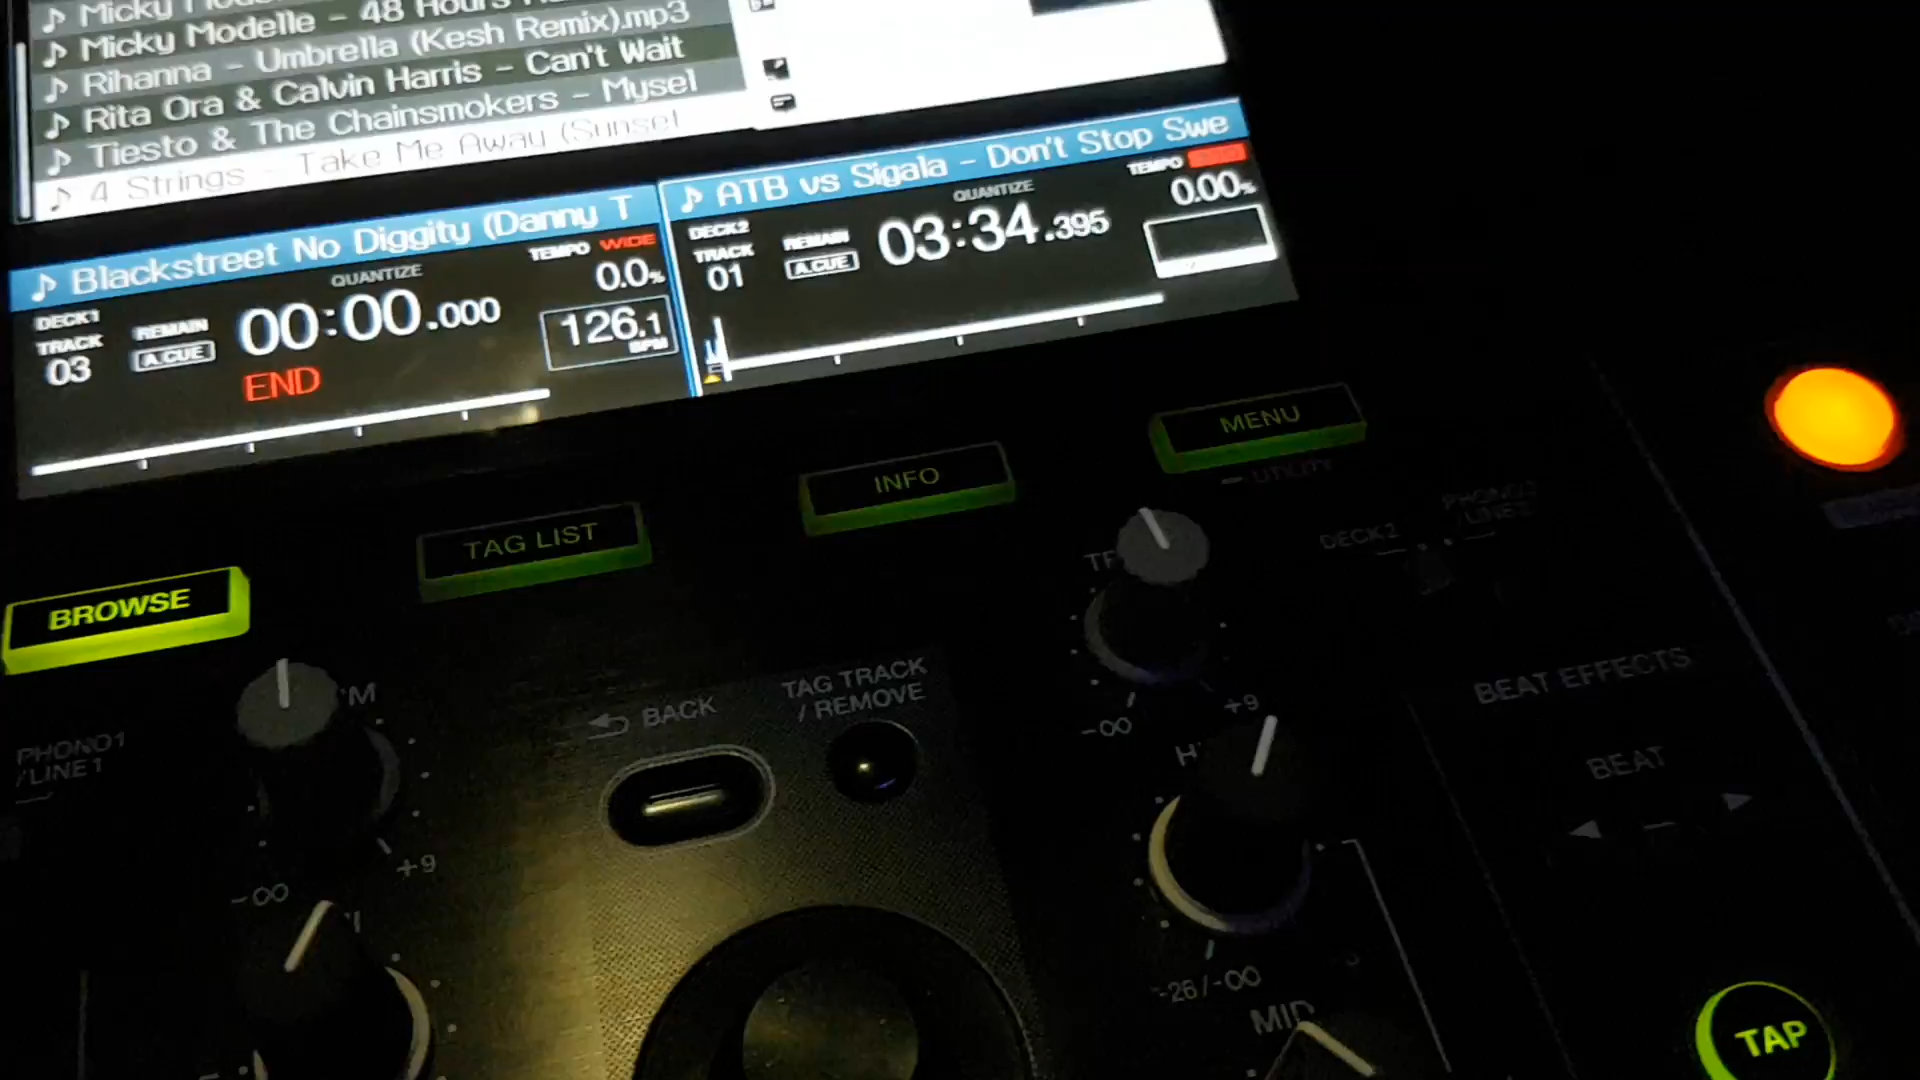 Micky
Micky Modelle - 48 Hours
Rihanna - Umbrella (Kesh Remix).mp3
Rita Ora & Calvin Harris - Can't Wait
Tiesto & The Chainsmokers - Mysel
4 Strings - Take Me Away (Sunset
Blackstreet No Diggity (Danny T
QUANTIZE
TEMPO WIDE
DECK1
TRACK
03
REMAIN
A.CUE
00:00.000
0.0%
126.1
BPM
END
ATB vs Sigala - Don't Stop Swe
QUANTIZE
TEMPO
DECK2
TRACK
01
REMAIN
A.CUE
03:34.395
0.00%
BROWSE
TAG LIST
INFO
MENU
UTILITY
DECK2
PHONO2
/LINE2
PHONO1
/LINE1
-∞
+9
BACK
TAG TRACK
/ REMOVE
-∞
+9
-26/-∞
MID
BEAT EFFECTS
BEAT
TAP